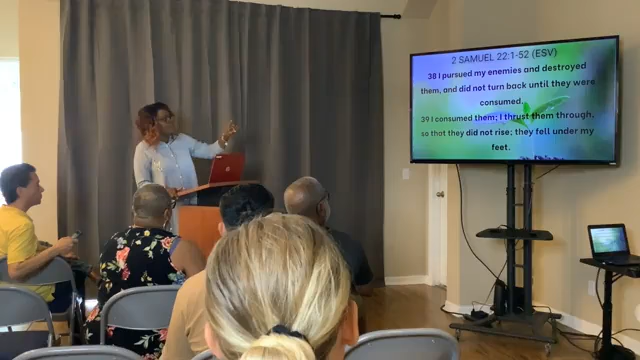 2 SAMUEL 22:1-52 (ESV)
38 I pursued my enemies and destroyed
them, and did not turn back until they were
consumed.
39 I consumed them; I thrust them through,
so that they did not rise; they fell under my
feet.